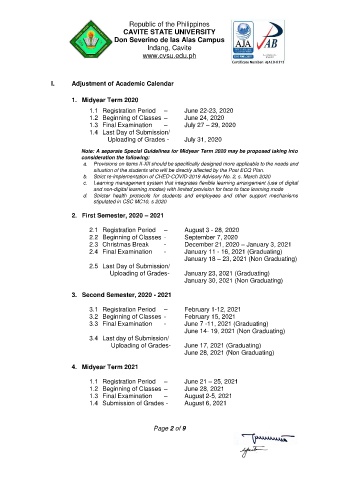 Republic of the Philippines
CAVITE STATE UNIVERSITY
Don Severino de las Alas Campus
Indang, Cavite
www.cvsu.edu.ph
AJA
PAB
I. Adjustment of Academic Calendar
1. Midyear Term 2020
1.1 Registration Period – June 22-23, 2020
1.2 Beginning of Classes – June 24, 2020
1.3 Final Examination – July 27 – 29, 2020
1.4 Last Day of Submission/
Uploading of Grades - July 31, 2020
Note: A separate Special Guidelines for Midyear Term 2020 may be proposed taking into
consideration the following:
a. Provisions on items II-XII should be specifically designed more applicable to the needs and
situation of the students who will be directly affected by the Post ECQ Plan.
b. Strict re-implementation of CHED-COVID 2019 Advisory No. 2, s. March 2020
c. Learning management system that integrates flexible learning arrangement (use of digital
and non-digital learning modes) with limited provision for face to face learning mode
d. Stricter health protocols for students and employees and other support mechanisms
stipulated in CSC MC10, s.2020
2. First Semester, 2020 – 2021
2.1 Registration Period – August 3 - 28, 2020
2.2 Beginning of Classes - September 7, 2020
2.3 Christmas Break - December 21, 2020 – January 3, 2021
2.4 Final Examination - January 11 - 16, 2021 (Graduating)
January 18 – 23, 2021 (Non Graduating)
2.5 Last Day of Submission/
Uploading of Grades- January 23, 2021 (Graduating)
January 30, 2021 (Non Graduating)
3. Second Semester, 2020 - 2021
3.1 Registration Period – February 1-12, 2021
3.2 Beginning of Classes - February 15, 2021
3.3 Final Examination - June 7 -11, 2021 (Graduating)
June 14- 19, 2021 (Non Graduating)
3.4 Last day of Submission/
Uploading of Grades- June 17, 2021 (Graduating)
June 28, 2021 (Non Graduating)
4. Midyear Term 2021
1.1 Registration Period – June 21 – 25, 2021
1.2 Beginning of Classes – June 28, 2021
1.3 Final Examination – August 2-5, 2021
1.4 Submission of Grades - August 6, 2021
Page 2 of 9